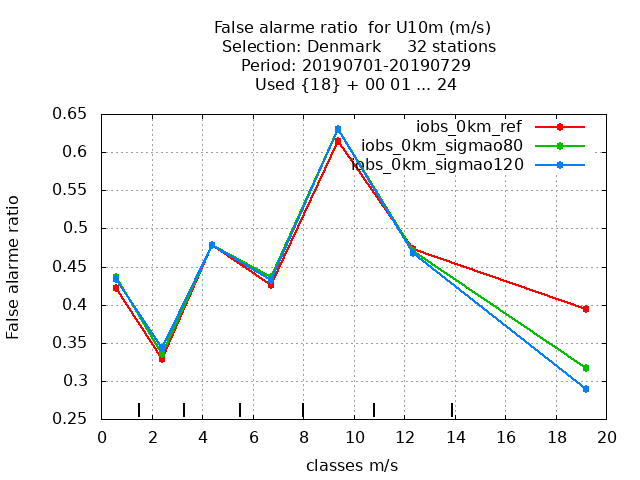 False alarme ratio  for U10m (m/s)
Selection: Denmark     32 stations
Period: 20190701-20190729
Used {18} + 00 01 ... 24
iobs_0km_ref
iobs_0km_sigmao80
iobs_0km_sigmao120
False alarme ratio
0.65
0.6
0.55
0.5
0.45
0.4
0.35
0.3
0.25
0 2 4 6 8 10 12 14 16 18 20
classes m/s